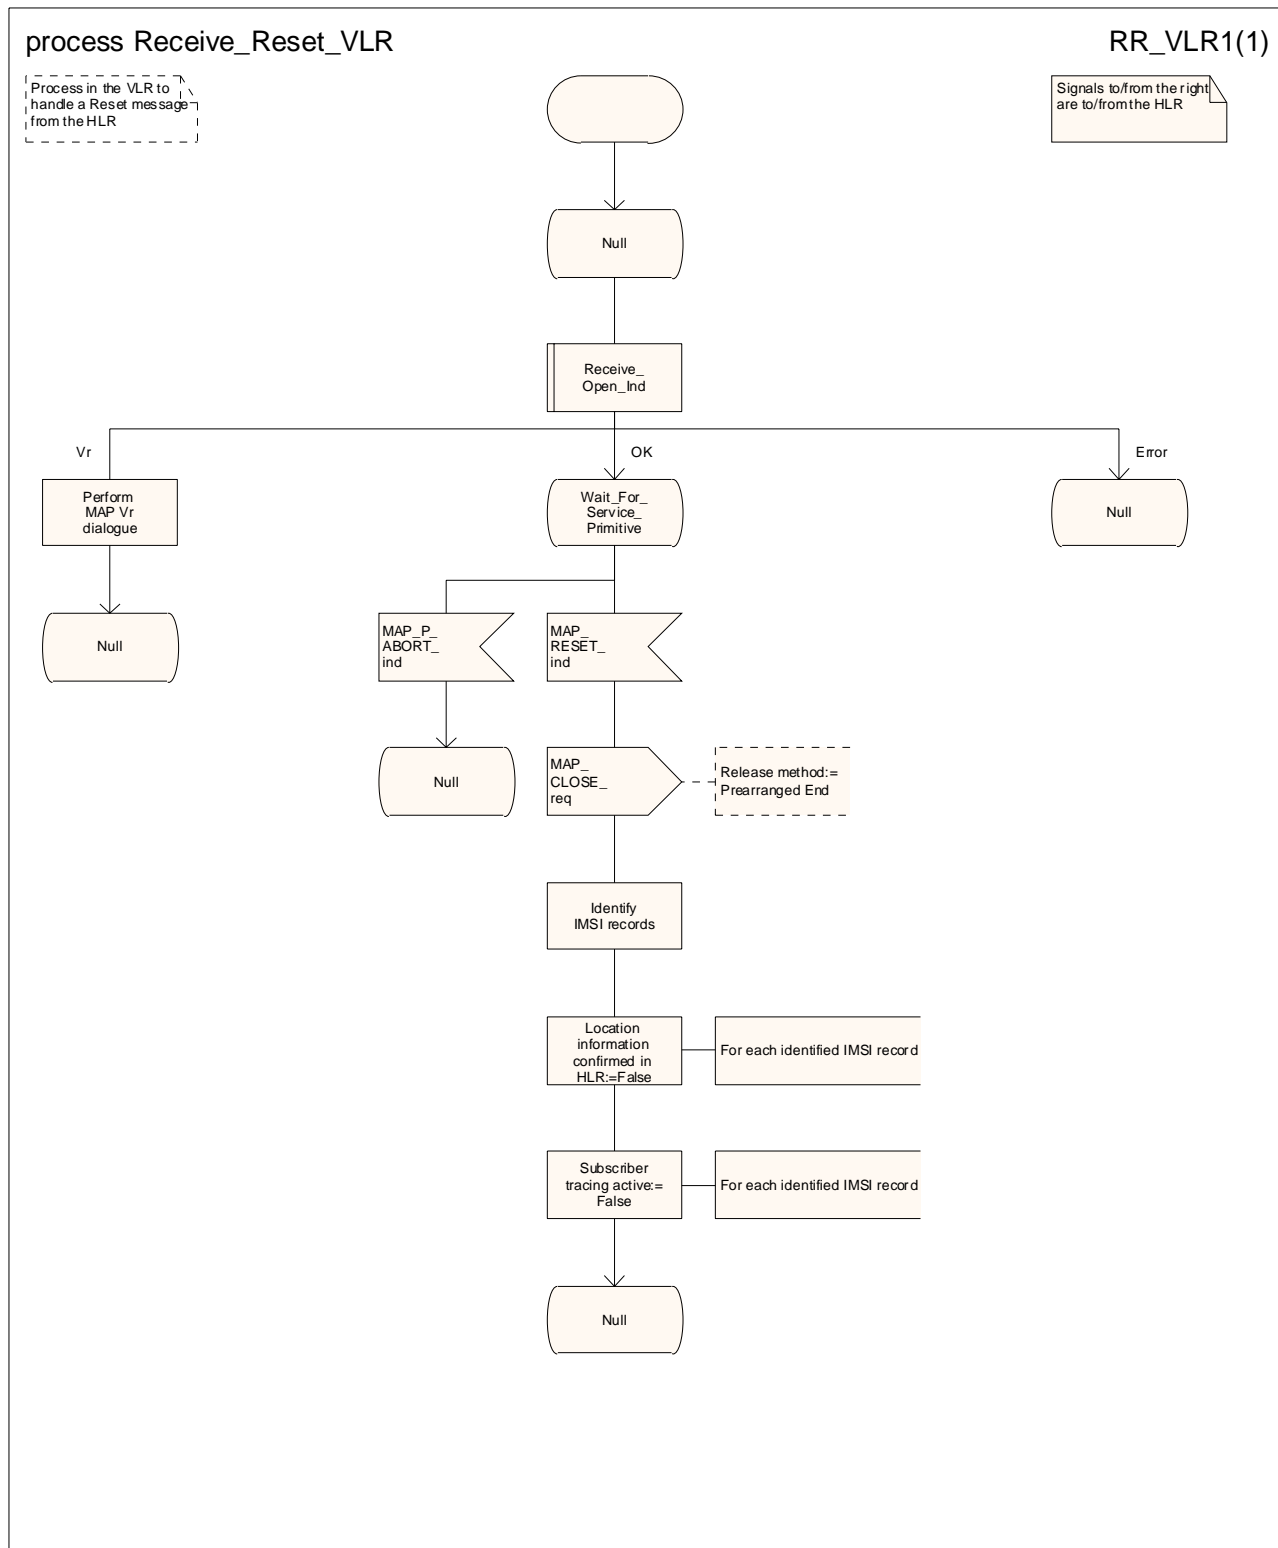 process Receive_Reset_VLR
RR_VLR1(1)
Process in the VLR to
handle a Reset message
from the HLR
Signals to/from the right
are to/from the HLR
Null
Receive_
Open_Ind
Vr
OK
Error
Perform
MAP Vr
dialogue
Wait_For_
Service_
Primitive
Null
Null
MAP_P_
ABORT_
ind
MAP_
RESET_
ind
Null
MAP_
CLOSE_
req
Release method:=
Prearranged End
Identify
IMSI records
Location
information
confirmed in
HLR:=False
For each identified IMSI record
Subscriber
tracing active:=
False
For each identified IMSI record
Null